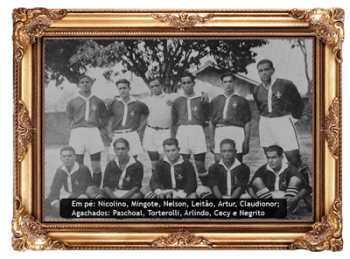 Em pé: Nicolino, Mingote, Nelson, Leitão, Artur, Claudionor;
Agachados: Paschoal, Torterolli, Arlindo, Cecy e Negrito